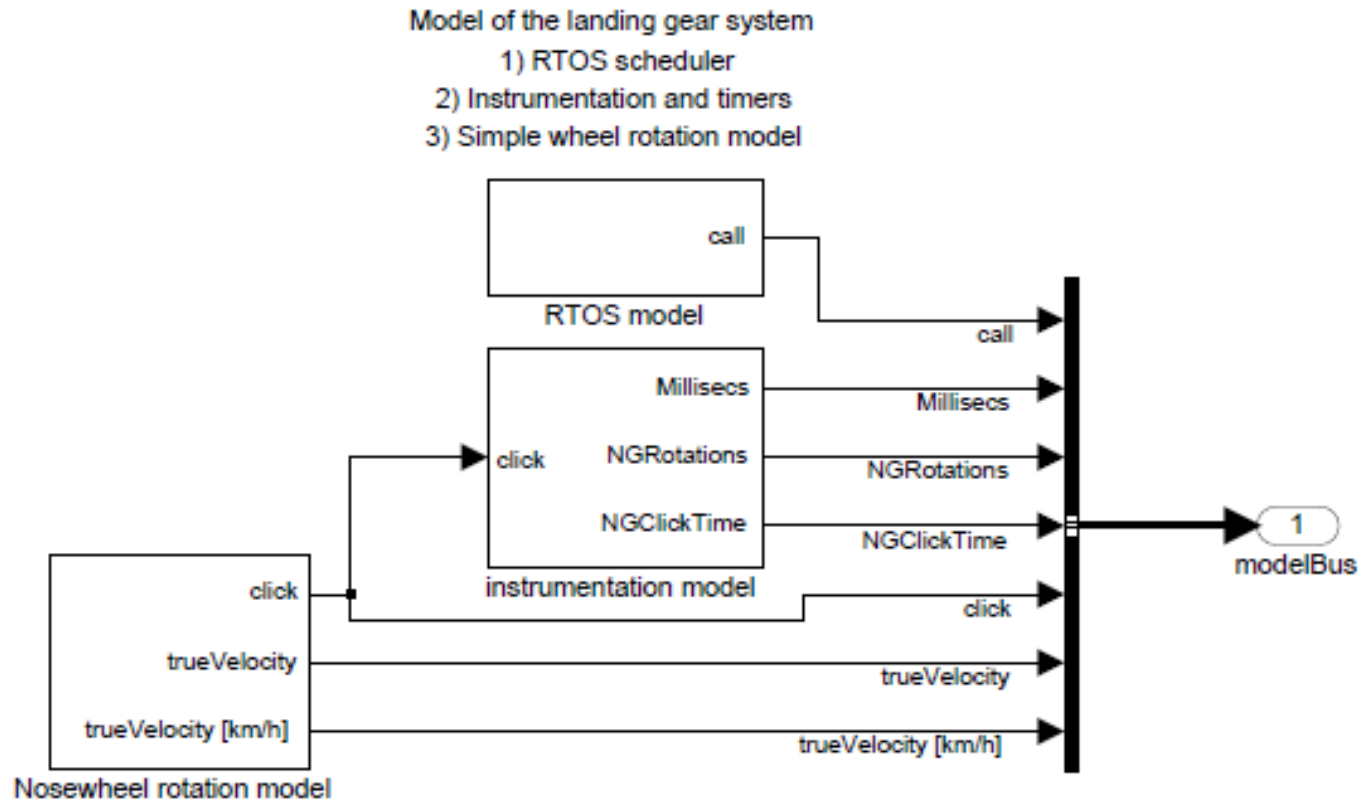 Model of the landing gear system
1) RTOS scheduler
2) Instrumentation and timers
3) Simple wheel rotation model
call
RTOS model
call
Millisecs
Millisecs
click
NGRotations
NGRotations
NGClickTime
NGClickTime
1
modelBus
instrumentation model
click
click
trueVelocity
trueVelocity
trueVelocity [km/h]
trueVelocity [km/h]
Nosewheel rotation model